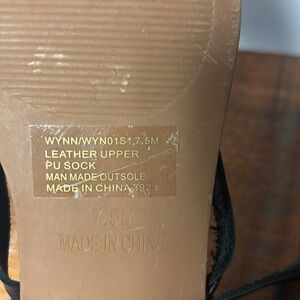 WYNN/WYN01S1,7.5M
LEATHER UPPER
PU SOCK
MAN MADE OUTSOLE
MADE IN CHINA
7.5M
MADE IN CHINA